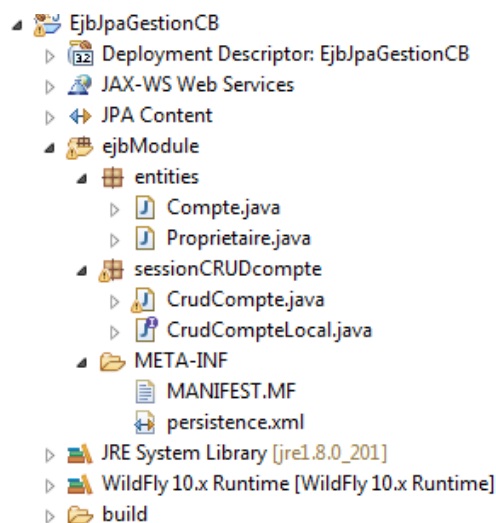 EjbJpaGestionCB
Deployment Descriptor: EjbJpaGestionCB
JAX-WS Web Services
JPA Content
ejbModule
entities
Compte.java
Proprietaire.java
sessionCRUDcompte
CrudCompte.java
CrudCompteLocal.java
META-INF
MANIFEST.MF
persistence.xml
JRE System Library [jre1.8.0_201]
WildFly 10.x Runtime [WildFly 10.x Runtime]
build